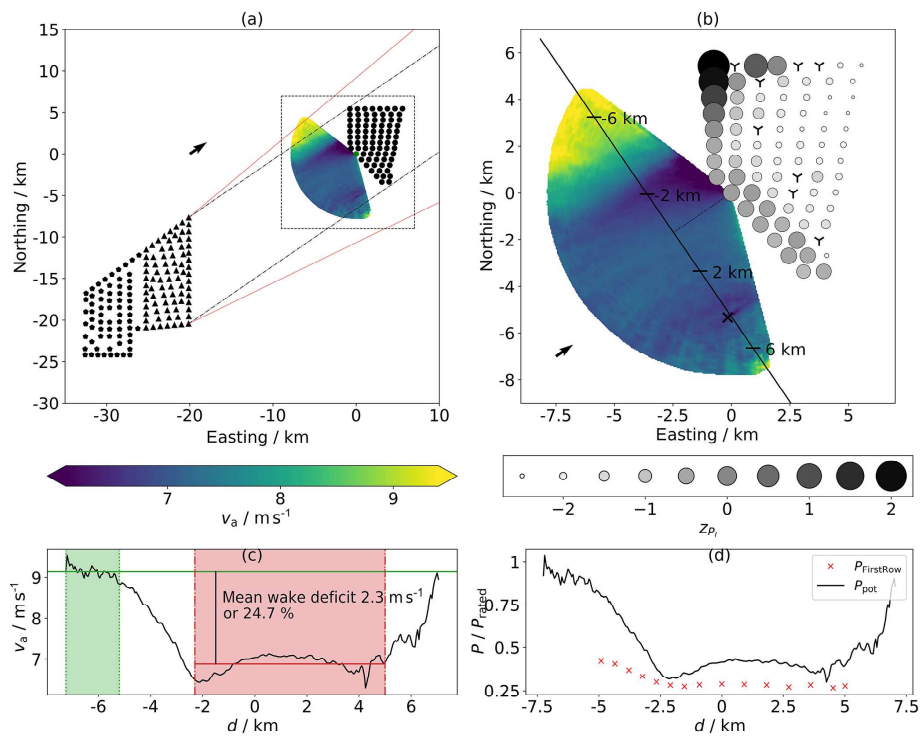 (a)
15
10
5
0
-5
-10
-15
-20
-25
-30
Northing / km
-30 -20 -10 0 10
Easting / km
(b)
6
4
2
0
-2
-4
-6
-8
Northing / km
-6 km
-2 km
2 km
6 km
-7.5 -5 -2.5 0 2.5 5
Easting / km
7 8 9
v_a / m s⁻¹
−2 −1 0 1 2
z_{P_i}
(c)
9
8
7
v_a / m s⁻¹
Mean wake deficit 2.3 m s⁻¹
or 24.7 %
-6 -4 -2 0 2 4 6
d / km
(d)
1
0.75
0.5
0.25
P / P_rated
P_FirstRow
P_pot
-7.5 -5.0 -2.5 0 2.5 5.0 7.5
d / km